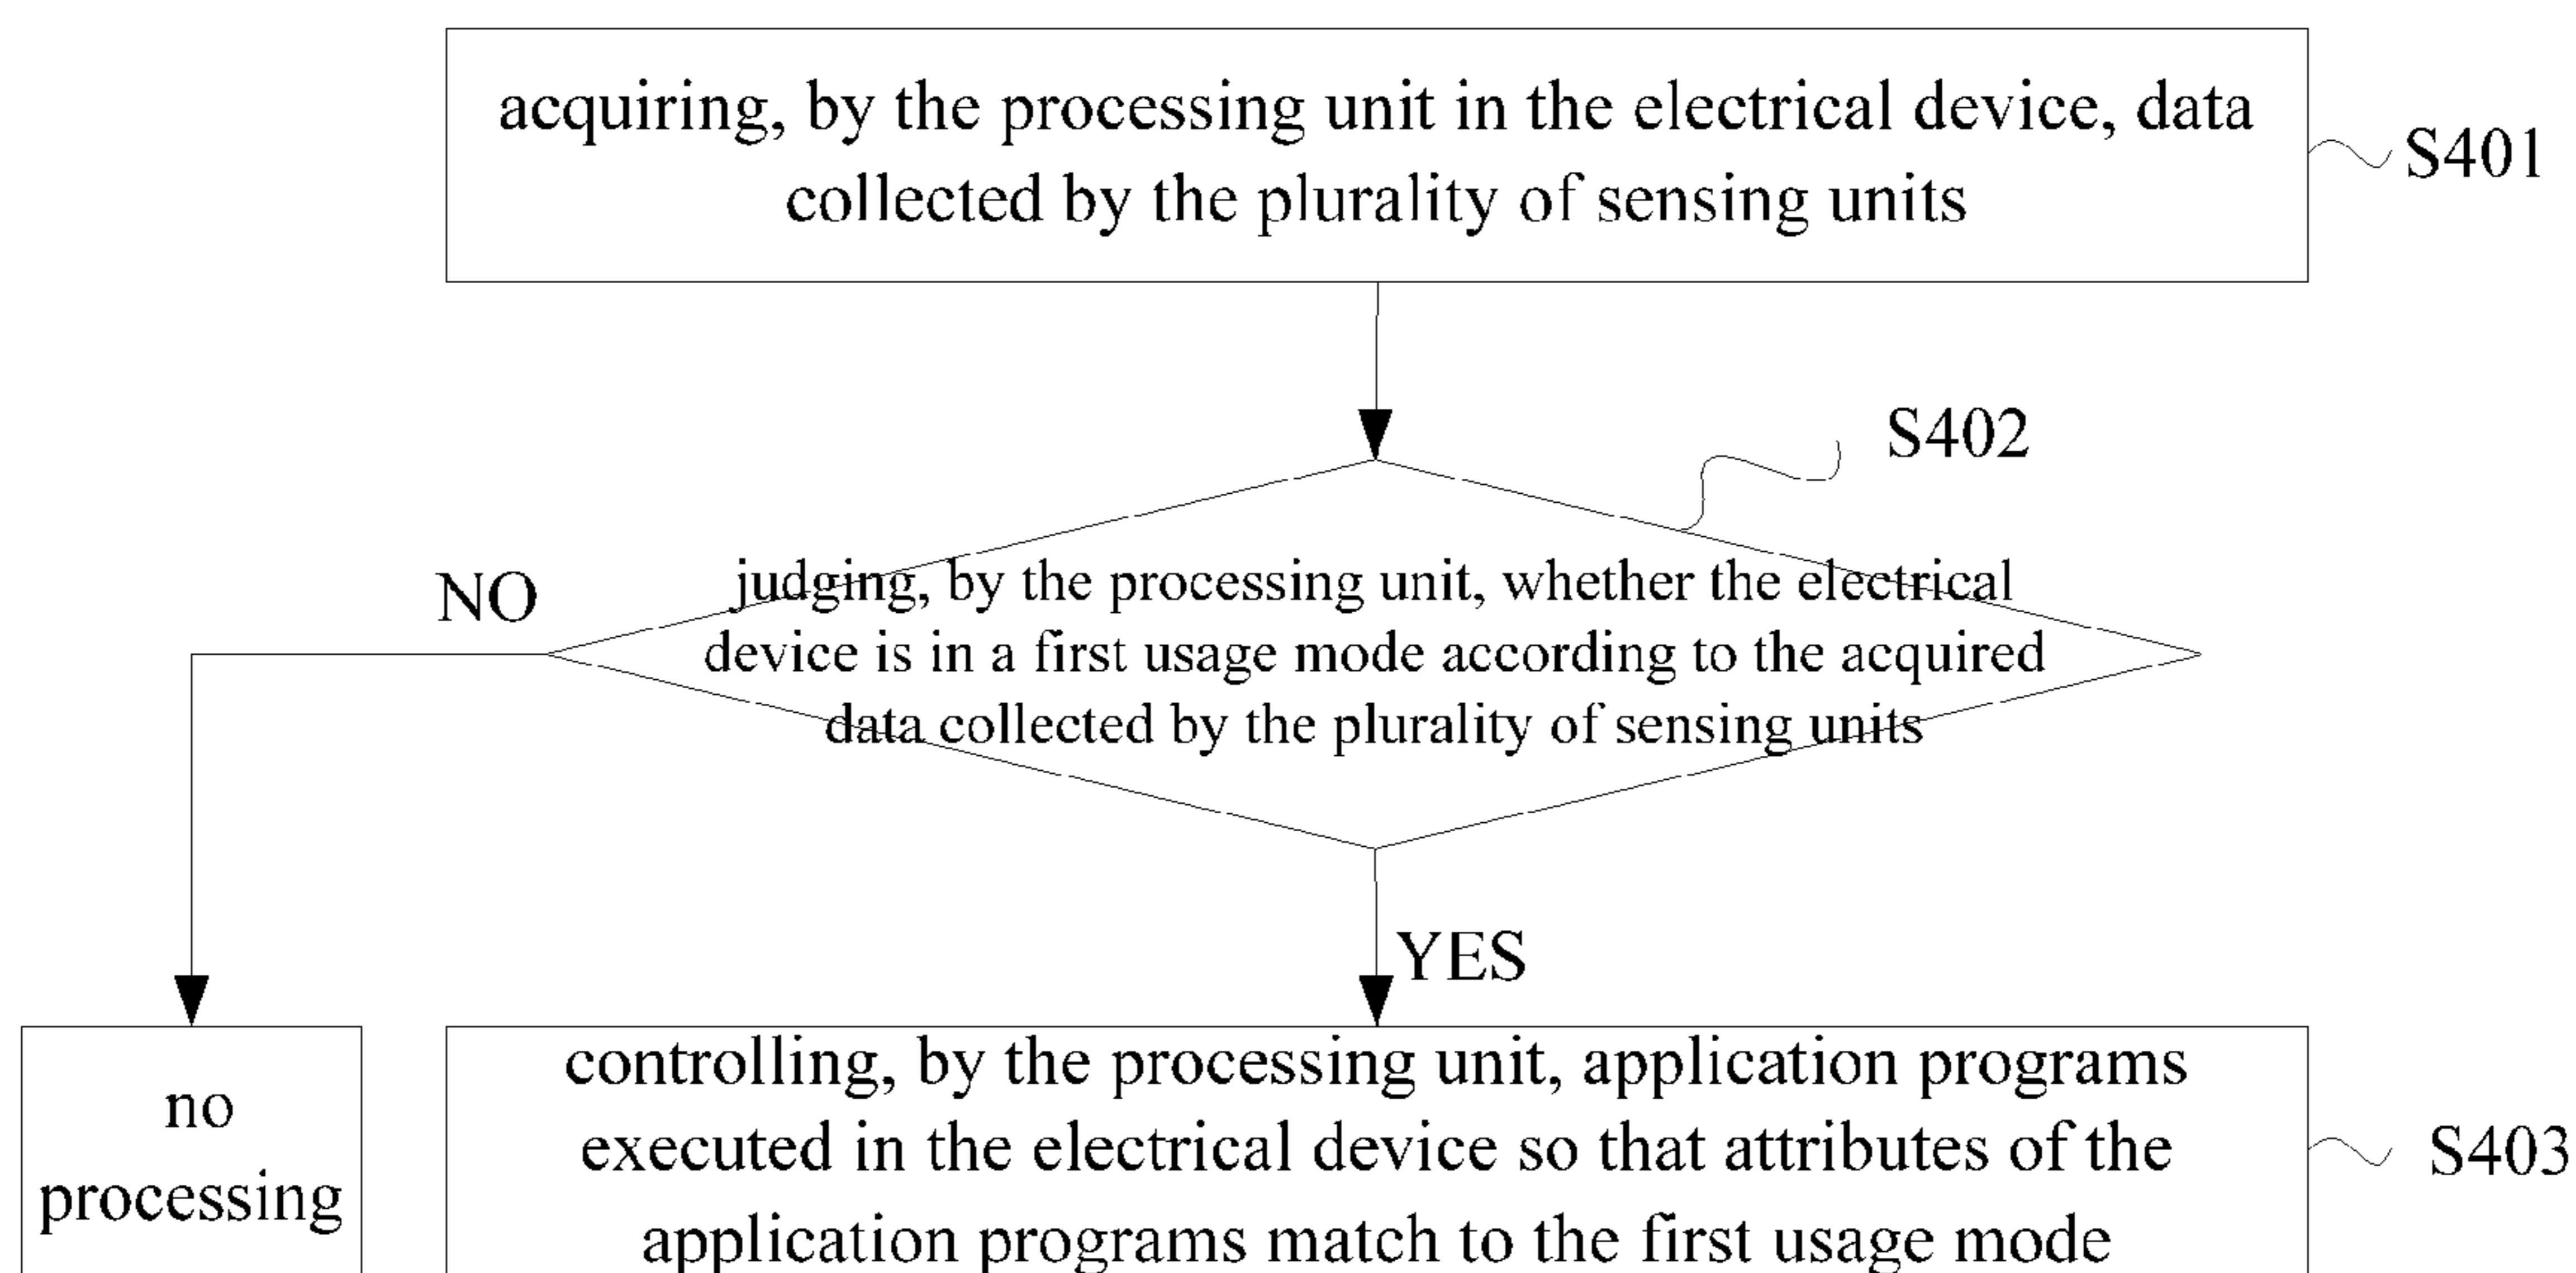 acquiring, by the processing unit in the electrical device, data
collected by the plurality of sensing units
S401
S402
judging, by the processing unit, whether the electrical
device is in a first usage mode according to the acquired
data collected by the plurality of sensing units
NO
YES
no
processing
controlling, by the processing unit, application programs
executed in the electrical device so that attributes of the
application programs match to the first usage mode
S403